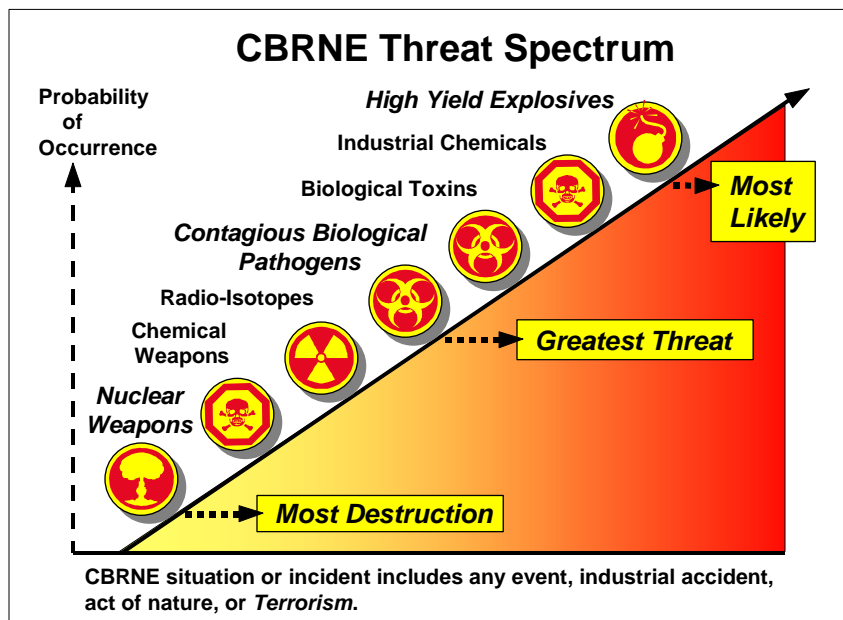 CBRNE Threat Spectrum
Probability
of
Occurrence
High Yield Explosives
Industrial Chemicals
Biological Toxins
Contagious Biological
Pathogens
Radio-Isotopes
Chemical
Weapons
Nuclear
Weapons
Most
Likely
Greatest Threat
Most Destruction
CBRNE situation or incident includes any event, industrial accident,
act of nature, or Terrorism.